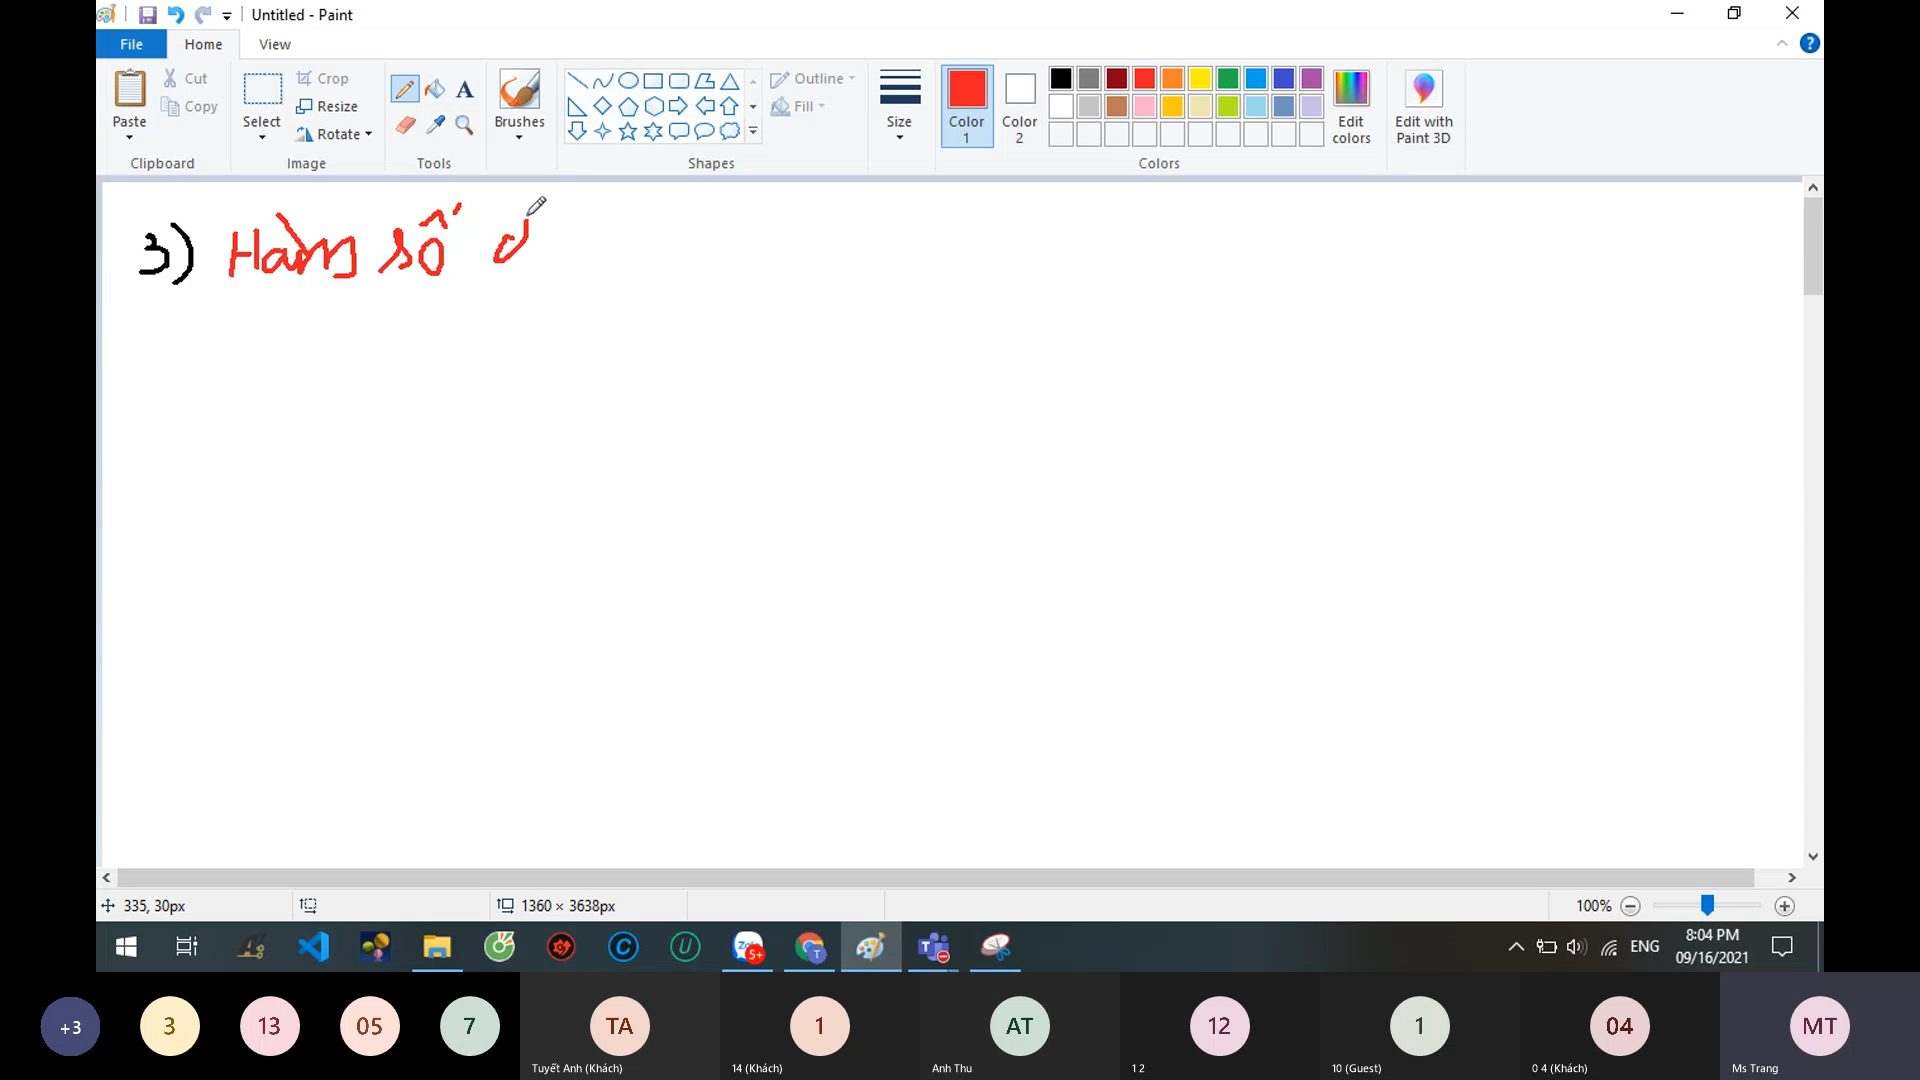 Untitled - Paint
File Home View
Paste
Cut
Copy
Clipboard
Select
Crop
Resize
Rotate
Image
Tools
Brushes
Shapes
Outline
Fill
Size
Color 1
Color 2
Colors
Edit colors
Edit with Paint 3D
3) Hàm số d
335, 30px
1360 × 3638px
100%
Zalo 5+
ENG
8:04 PM
09/16/2021
+3 3 13 05 7 TA 1 AT 12 1 04 MT
Tuyết Anh (Khách) 14 (Khách) Anh Thu 1 2 10 (Guest) 0 4 (Khách) Ms Trang